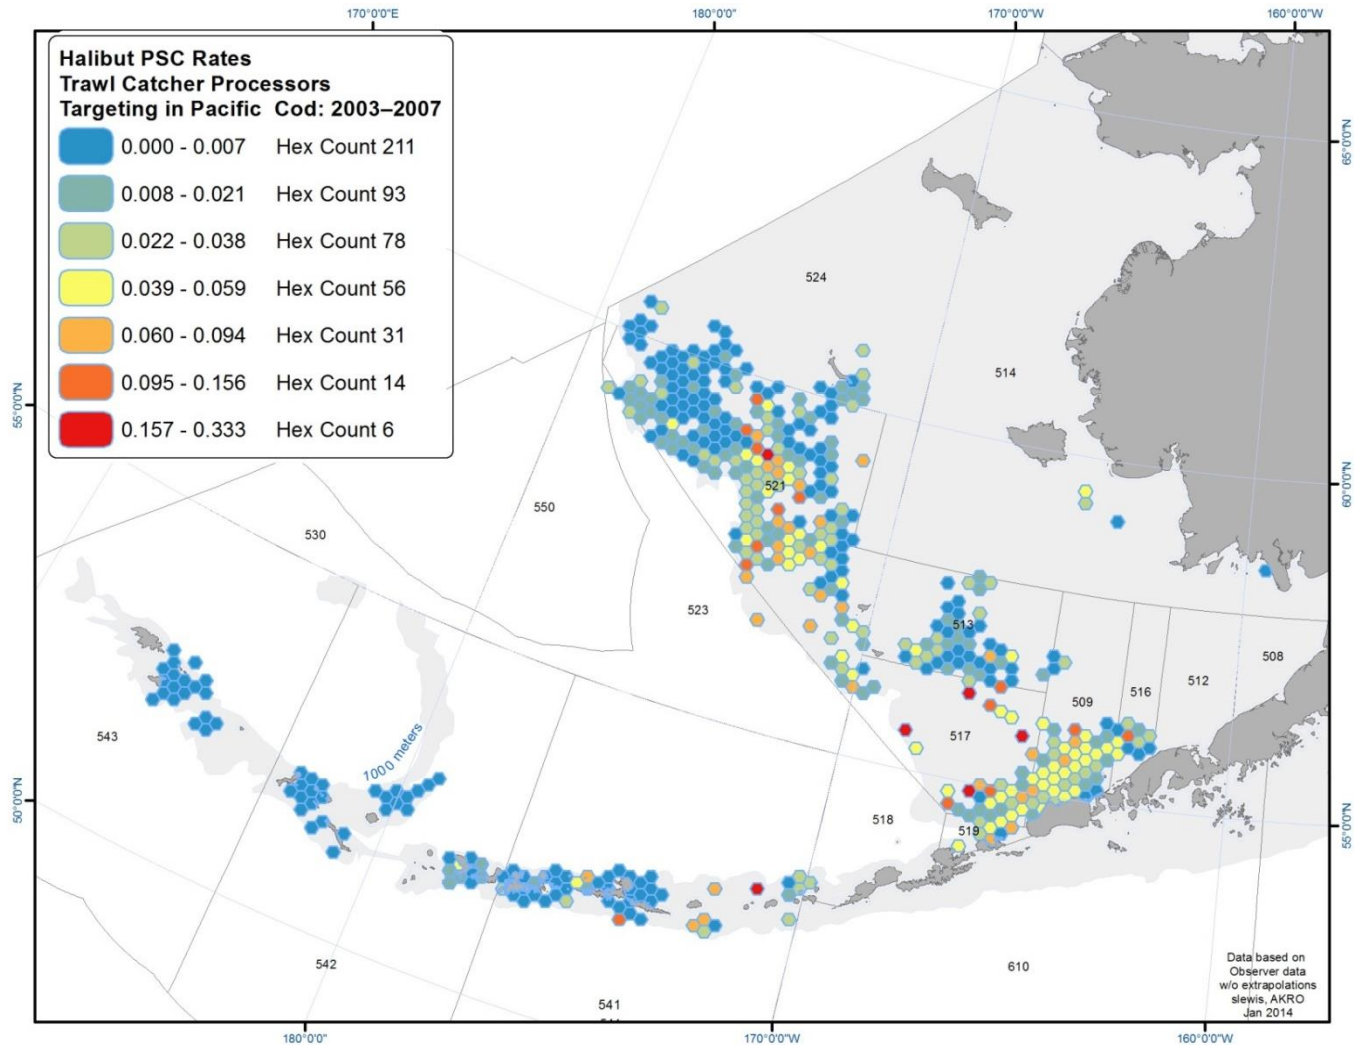 170°0'0"E 180°0'0" 170°0'0"W 160°0'0"W
Halibut PSC Rates
Trawl Catcher Processors
Targeting in Pacific Cod: 2003–2007
0.000 - 0.007 Hex Count 211
0.008 - 0.021 Hex Count 93
0.022 - 0.038 Hex Count 78
0.039 - 0.059 Hex Count 56
0.060 - 0.094 Hex Count 31
0.095 - 0.156 Hex Count 14
0.157 - 0.333 Hex Count 6
65°0'0"N
524
514
55°0'0"N
60°0'0"N
521
550
530
523
513
508
512
516
509
543
517
1000 meters
50°0'0"N
518
519
55°0'0"N
542
610
541
Data based on
Observer data
w/o extrapolations
slewis, AKRO
Jan 2014
180°0'0" 170°0'0"W 160°0'0"W